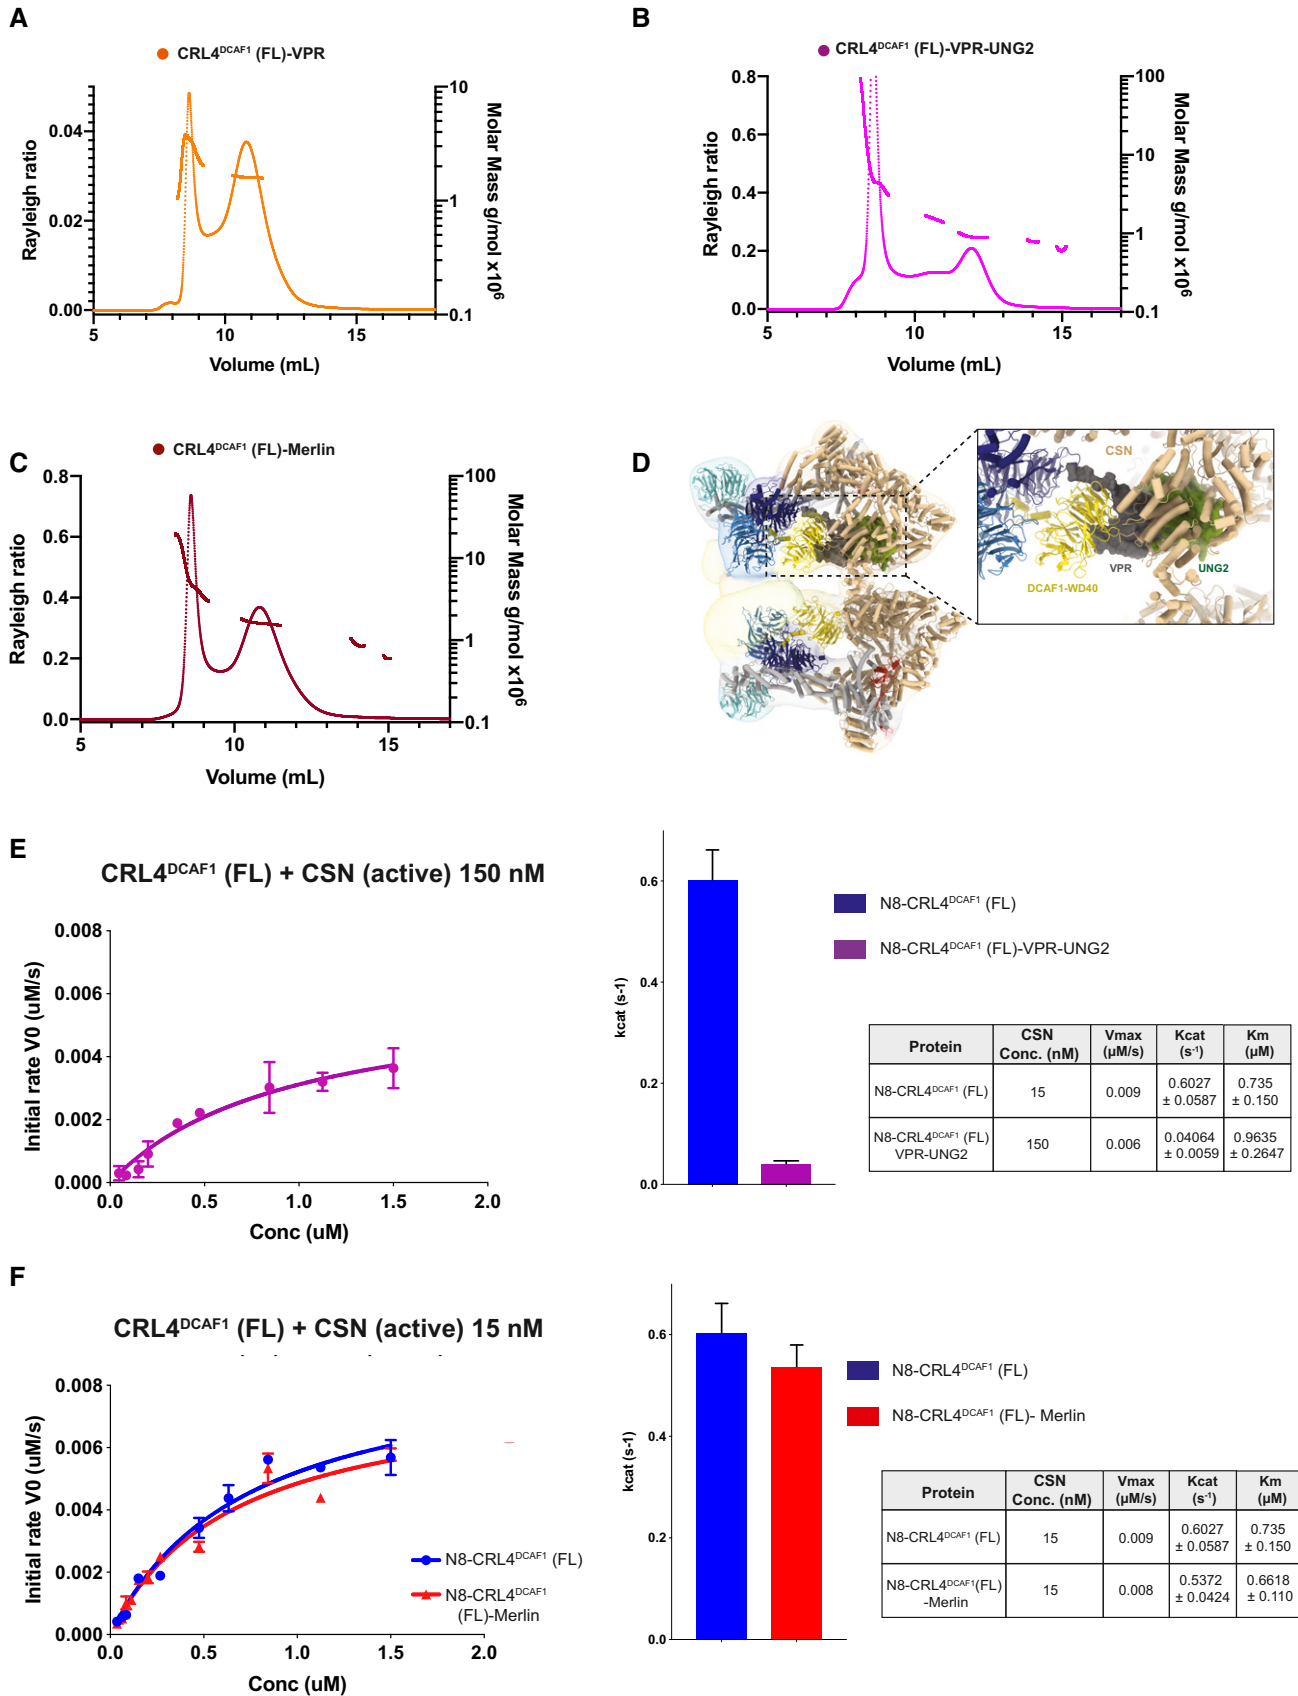 A
CRL4DCAF1 (FL)-VPR
Rayleigh ratio
0.04
0.02
0.00
10
1
0.1
Molar Mass g/mol x10⁶
5
10
15
Volume (mL)
B
CRL4DCAF1 (FL)-VPR-UNG2
Rayleigh ratio
0.8
0.6
0.4
0.2
0.0
100
10
1
0.1
Molar Mass g/mol x10⁶
5
10
15
Volume (mL)
C
CRL4DCAF1 (FL)-Merlin
Rayleigh ratio
0.8
0.6
0.4
0.2
0.0
100
10
1
0.1
Molar Mass g/mol x10⁶
5
10
15
Volume (mL)
D
CSN
VPR
UNG2
DCAF1-WD40
E
CRL4DCAF1 (FL) + CSN (active) 150 nM
Initial rate V0 (uM/s)
0.008
0.006
0.004
0.002
0.000
0.0
0.5
1.0
1.5
2.0
Conc (uM)
kcat (s-1)
0.6
0.4
0.2
0.0
N8-CRL4DCAF1 (FL)
N8-CRL4DCAF1 (FL)-VPR-UNG2
Protein CSN Conc. (nM) Vmax (µM/s) Kcat (s-1) Km (µM)
N8-CRL4DCAF1 (FL) 15 0.009 0.6027 ± 0.0587 0.735 ± 0.150
N8-CRL4DCAF1 (FL) VPR-UNG2 150 0.006 0.04064 ± 0.0059 0.9635 ± 0.2647
F
CRL4DCAF1 (FL) + CSN (active) 15 nM
Initial rate V0 (uM/s)
0.008
0.006
0.004
0.002
0.000
0.0
0.5
1.0
1.5
2.0
Conc (uM)
N8-CRL4DCAF1 (FL)
N8-CRL4DCAF1
(FL)-Merlin
kcat (s-1)
0.6
0.4
0.2
0.0
N8-CRL4DCAF1 (FL)
N8-CRL4DCAF1 (FL)- Merlin
Protein CSN Conc. (nM) Vmax (µM/s) Kcat (s-1) Km (µM)
N8-CRL4DCAF1 (FL) 15 0.009 0.6027 ± 0.0587 0.735 ± 0.150
N8-CRL4DCAF1(FL) -Merlin 15 0.008 0.5372 ± 0.0424 0.6618 ± 0.110